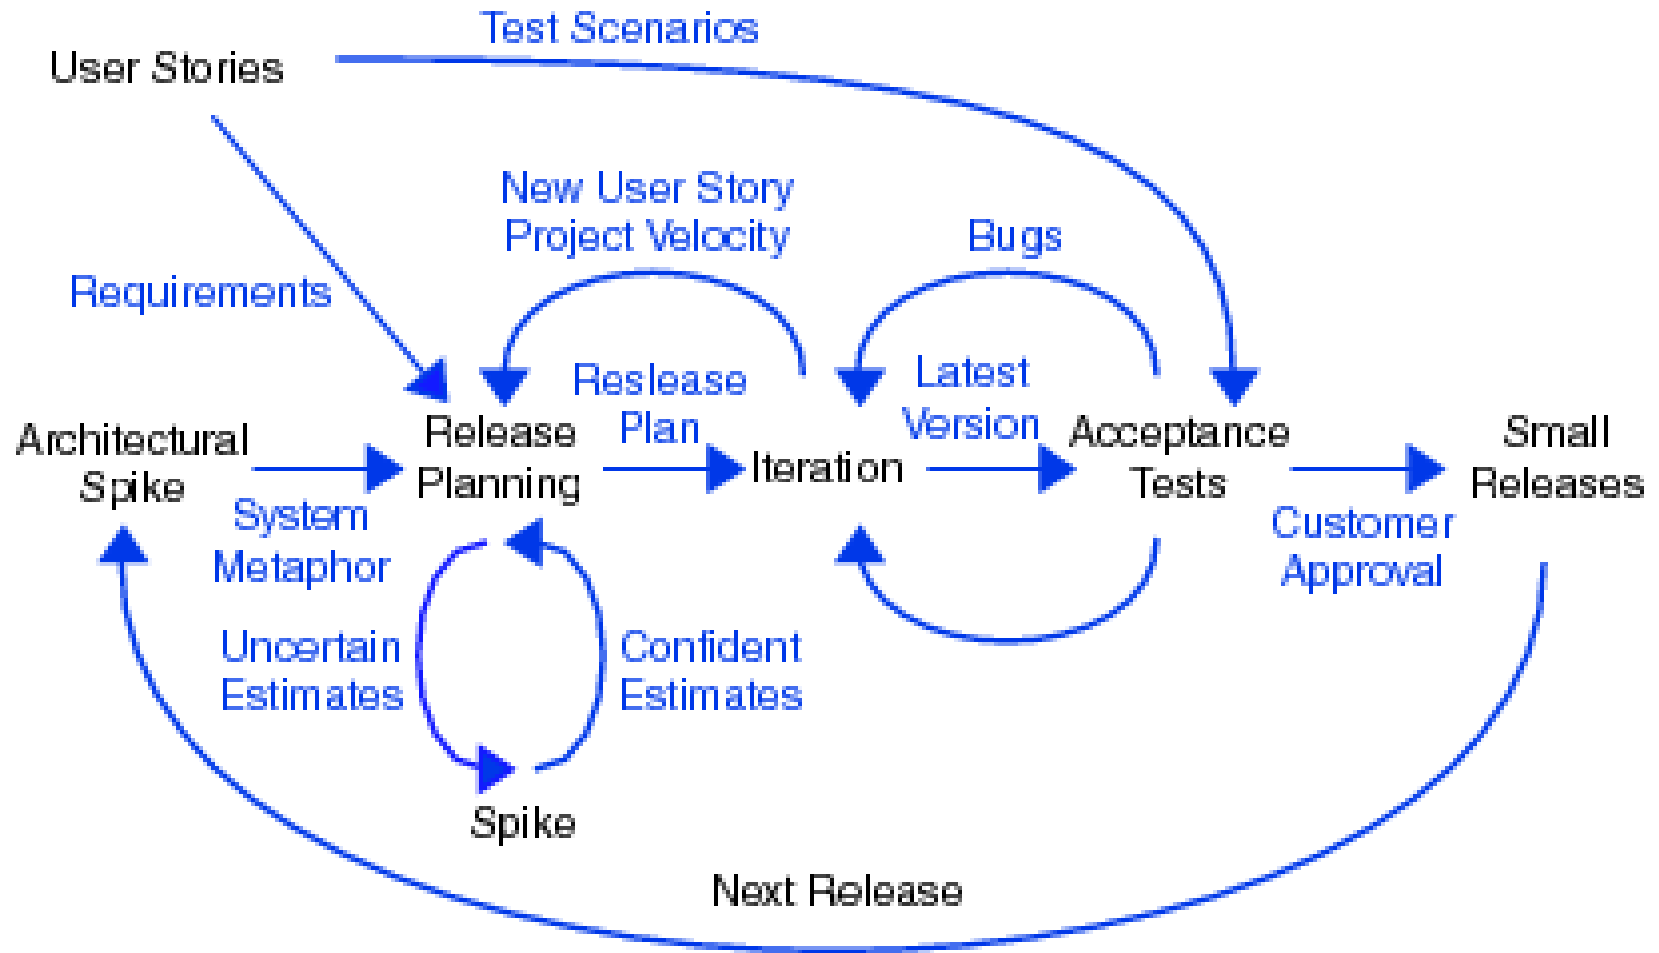 Test Scenarios
User Stories
New User Story
Project Velocity
Bugs
Requirements
Reslease
Plan
Latest
Version
Architectural
Spike
Release
Planning
Iteration
Acceptance
Tests
Small
Releases
System
Metaphor
Customer
Approval
Uncertain
Estimates
Confident
Estimates
Spike
Next Release